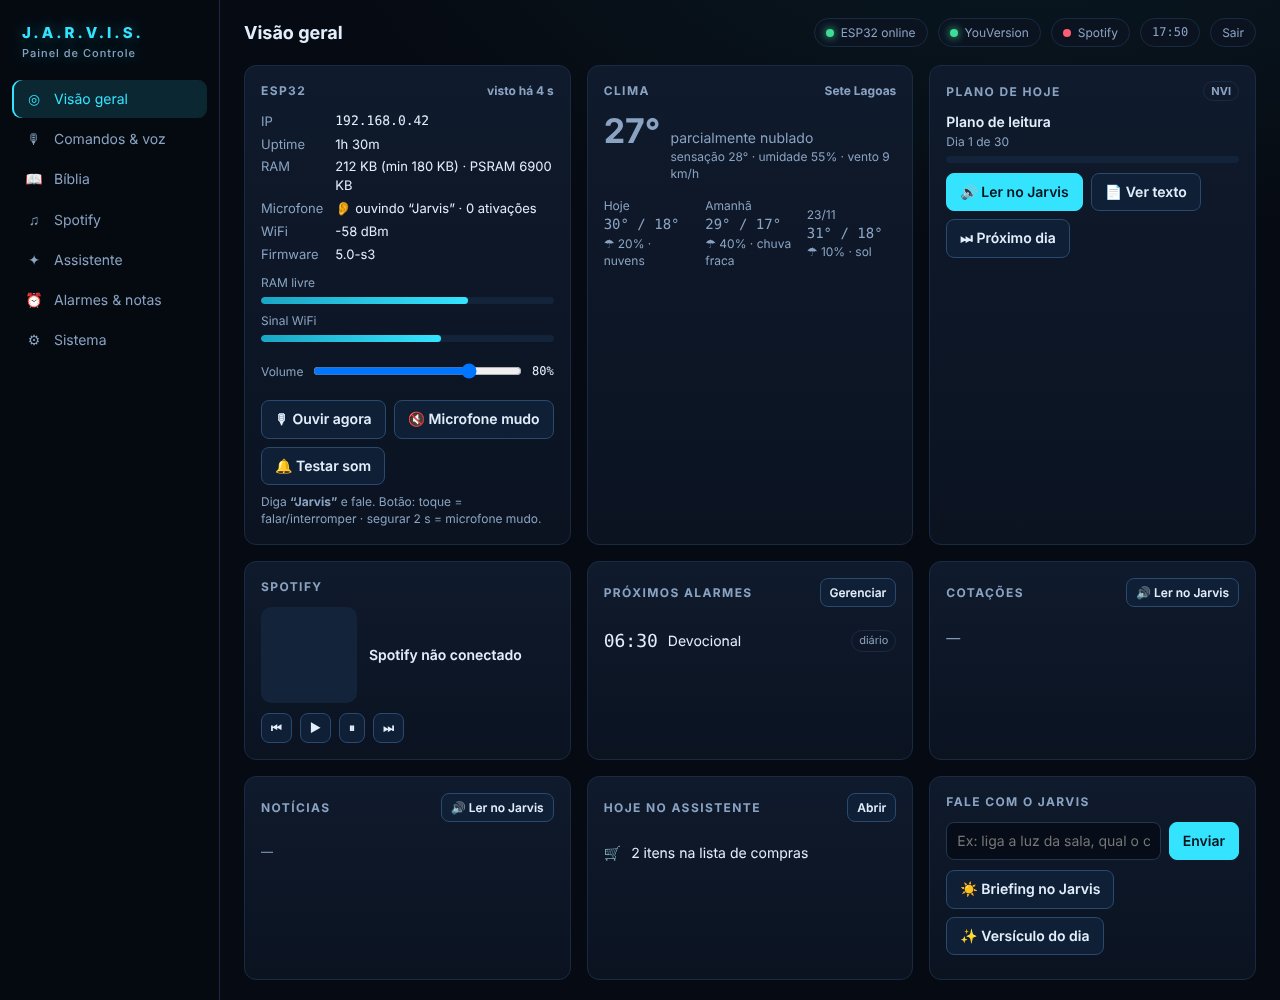 J.A.R.V.I.S.
Painel de Controle
Visão geral
Comandos & voz
Bíblia
Spotify
Assistente
Alarmes & notas
Sistema
Visão geral
ESP32 online
YouVersion
Spotify
17:50
Sair
ESP32
visto há 4 s
IP 192.168.0.42
Uptime 1h 30m
RAM 212 KB (min 180 KB) · PSRAM 6900
KB
Microfone 👂 ouvindo “Jarvis” · 0 ativações
WiFi -58 dBm
Firmware 5.0-s3
RAM livre
Sinal WiFi
Volume 80%
🎙 Ouvir agora
🔇 Microfone mudo
🔔 Testar som
Diga “Jarvis” e fale. Botão: toque =
falar/interromper · segurar 2 s = microfone mudo.
CLIMA
Sete Lagoas
27° parcialmente nublado
sensação 28° · umidade 55% · vento 9
km/h
Hoje
30° / 18°
☂ 20% ·
nuvens
Amanhã
29° / 17°
☂ 40% · chuva
fraca
23/11
31° / 18°
☂ 10% · sol
PLANO DE HOJE
NVI
Plano de leitura
Dia 1 de 30
🔊 Ler no Jarvis
📄 Ver texto
⏭ Próximo dia
SPOTIFY
Spotify não conectado
PRÓXIMOS ALARMES
Gerenciar
06:30 Devocional diário
COTAÇÕES
🔊 Ler no Jarvis
—
NOTÍCIAS
🔊 Ler no Jarvis
—
HOJE NO ASSISTENTE
Abrir
🛒 2 itens na lista de compras
FALE COM O JARVIS
Ex: liga a luz da sala, qual o c
Enviar
☀️ Briefing no Jarvis
✨ Versículo do dia